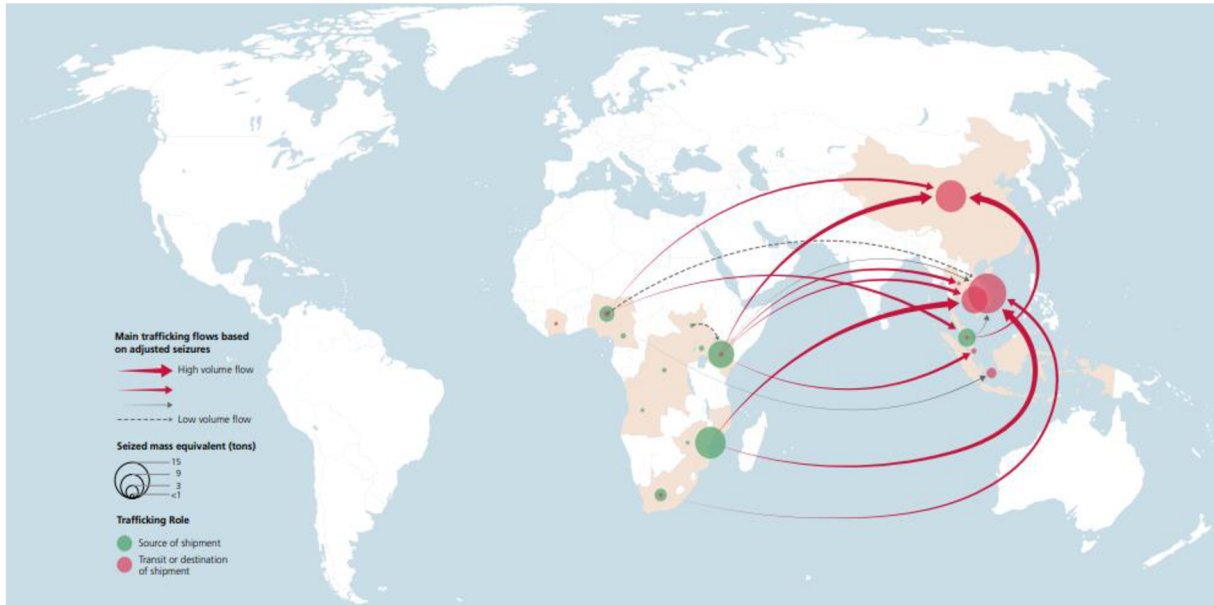 Main trafficking flows based
on adjusted seizures
High volume flow
Low volume flow
Seized mass equivalent (tons)
15
9
3
<1
Trafficking Role
Source of shipment
Transit or destination
of shipment